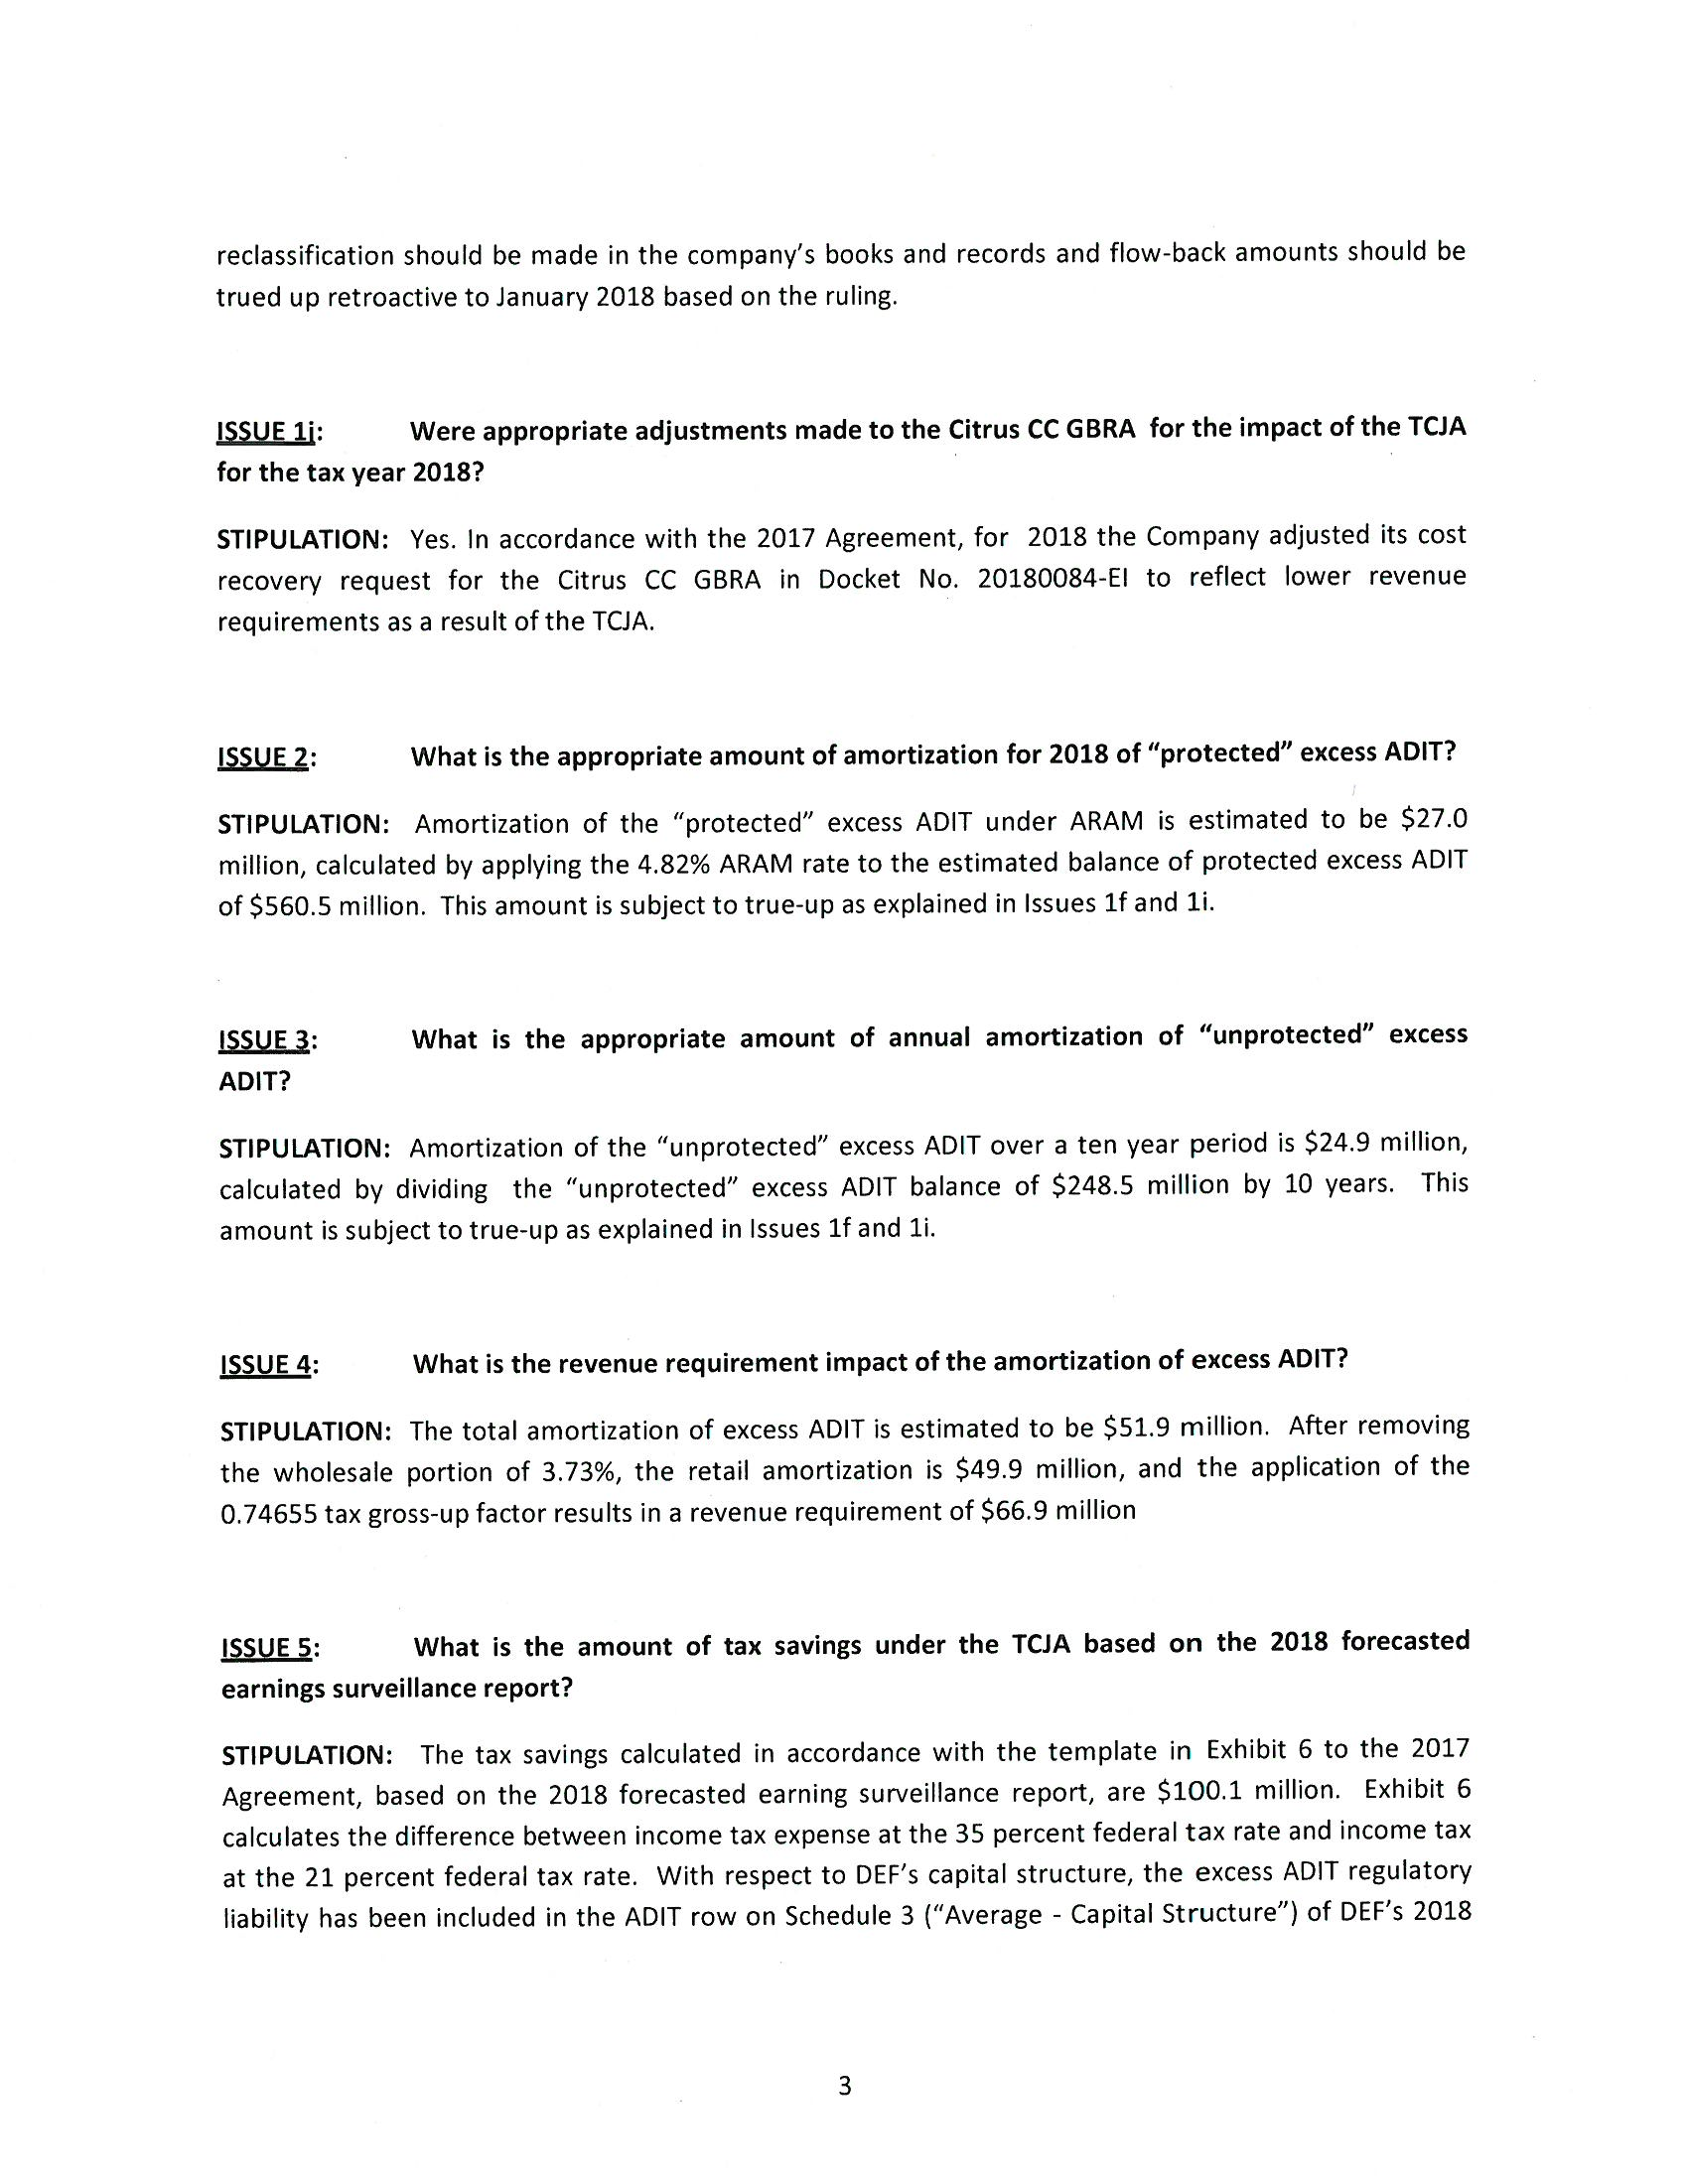 reclassification should be made in the company's books and records and flow-back amounts should be
trued up retroactive to January 2018 based on the ruling.
ISSUE 1j: Were appropriate adjustments made to the Citrus CC GBRA for the impact of the TCJA
for the tax year 2018?
STIPULATION: Yes. In accordance with the 2017 Agreement, for 2018 the Company adjusted its cost
recovery request for the Citrus CC GBRA in Docket No. 20180084-EI to reflect lower revenue
requirements as a result of the TCJA.
ISSUE 2: What is the appropriate amount of amortization for 2018 of “protected” excess ADIT?
STIPULATION: Amortization of the “protected” excess ADIT under ARAM is estimated to be $27.0
million, calculated by applying the 4.82% ARAM rate to the estimated balance of protected excess ADIT
of $560.5 million. This amount is subject to true-up as explained in Issues 1f and 1i.
ISSUE 3: What is the appropriate amount of annual amortization of “unprotected” excess
ADIT?
STIPULATION: Amortization of the “unprotected” excess ADIT over a ten year period is $24.9 million,
calculated by dividing the “unprotected” excess ADIT balance of $248.5 million by 10 years. This
amount is subject to true-up as explained in Issues 1f and 1i.
ISSUE 4: What is the revenue requirement impact of the amortization of excess ADIT?
STIPULATION: The total amortization of excess ADIT is estimated to be $51.9 million. After removing
the wholesale portion of 3.73%, the retail amortization is $49.9 million, and the application of the
0.74655 tax gross-up factor results in a revenue requirement of $66.9 million
ISSUE 5: What is the amount of tax savings under the TCJA based on the 2018 forecasted
earnings surveillance report?
STIPULATION: The tax savings calculated in accordance with the template in Exhibit 6 to the 2017
Agreement, based on the 2018 forecasted earning surveillance report, are $100.1 million. Exhibit 6
calculates the difference between income tax expense at the 35 percent federal tax rate and income tax
at the 21 percent federal tax rate. With respect to DEF's capital structure, the excess ADIT regulatory
liability has been included in the ADIT row on Schedule 3 (“Average - Capital Structure”) of DEF's 2018
3